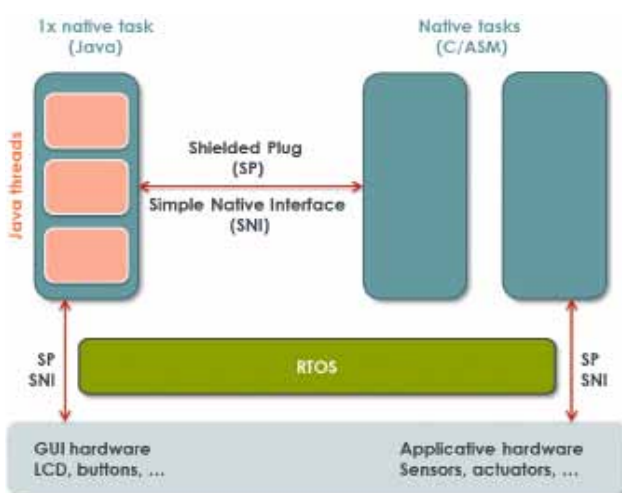 1x native task
(Java)
Native tasks
(C/ASM)
Java threads
Shielded Plug
(SP)
Simple Native Interface
(SNI)
SP
SNI
RTOS
SP
SNI
GUI hardware
LCD, buttons, ...
Applicative hardware
Sensors, actuators, ...